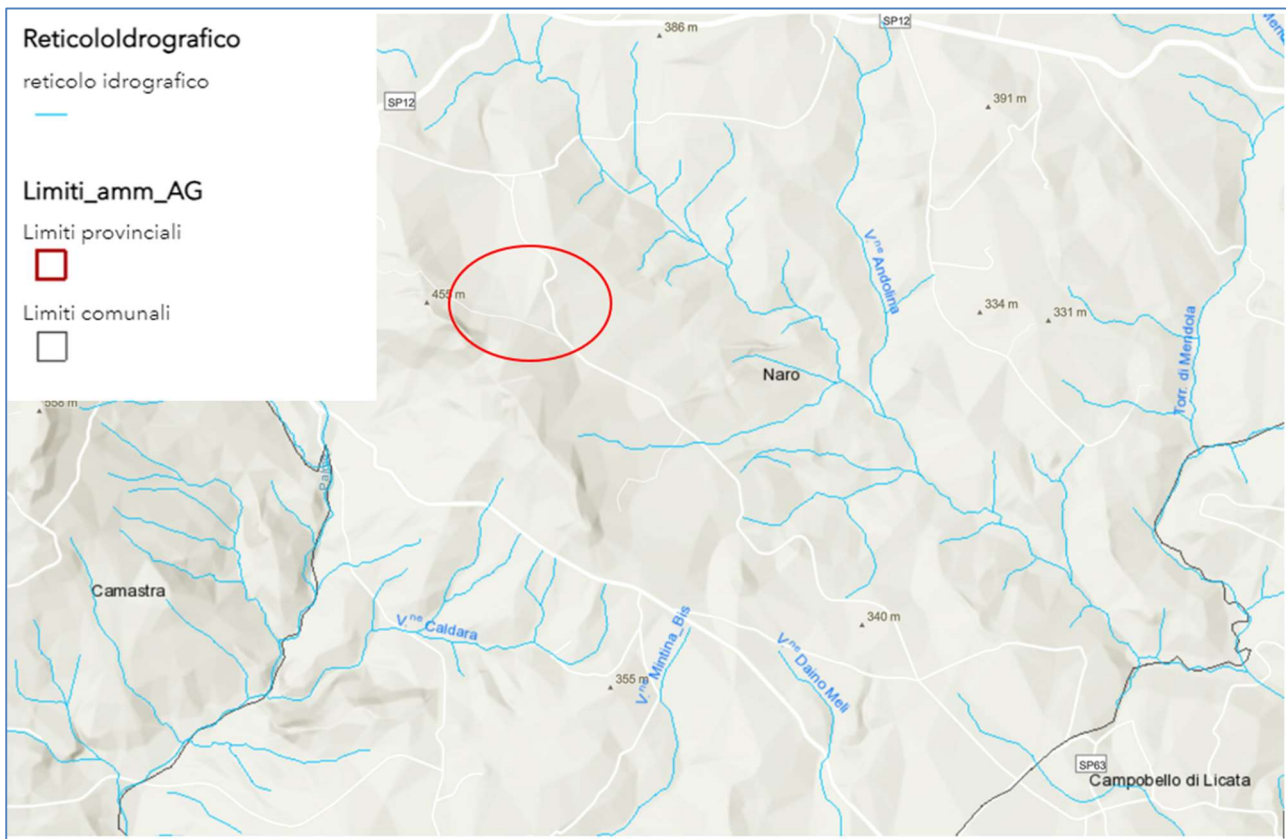 ReticoloIdrografico
reticolo idrografico
Limiti_amm_AG
Limiti provinciali
Limiti comunali
SP12
386 m
SP12
391 m
455 m
V.ne Andolina
334 m
331 m
Torr. di Mendola
Naro
558 m
Camastra
V.ne Caldara
V.ne Mintina_Bis
340 m
V.ne Daino Meli
355 m
SP63
Campobello di Licata